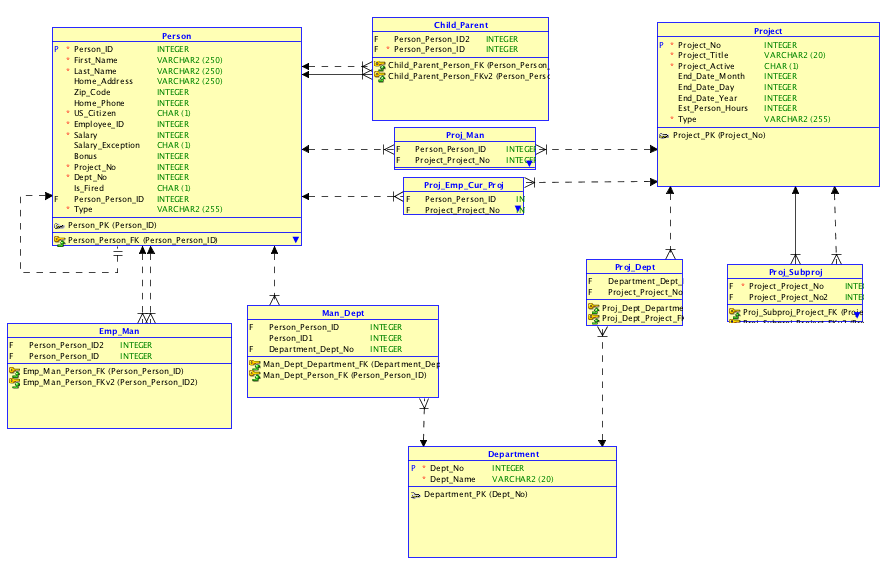 Person
P * Person_ID INTEGER
* First_Name VARCHAR2 (250)
* Last_Name VARCHAR2 (250)
Home_Address VARCHAR2 (250)
Zip_Code INTEGER
Home_Phone INTEGER
* US_Citizen CHAR (1)
* Employee_ID INTEGER
* Salary INTEGER
Salary_Exception CHAR (1)
Bonus INTEGER
* Project_No INTEGER
* Dept_No INTEGER
Is_Fired CHAR (1)
F Person_Person_ID INTEGER
* Type VARCHAR2 (255)
Person_PK (Person_ID)
Person_Person_FK (Person_Person_ID)
Child_Parent
F Person_Person_ID2 INTEGER
F * Person_Person_ID INTEGER
Child_Parent_Person_FK (Person_Person_
Child_Parent_Person_FKv2 (Person_Perso
Project
P * Project_No INTEGER
* Project_Title VARCHAR2 (20)
* Project_Active CHAR (1)
End_Date_Month INTEGER
End_Date_Day INTEGER
End_Date_Year INTEGER
Est_Person_Hours INTEGER
* Type VARCHAR2 (255)
Project_PK (Project_No)
Proj_Man
F Person_Person_ID INTEGE
F Project_Project_No INTEGE
Proj_Emp_Cur_Proj
F Person_Person_ID IN
F Project_Project_No
Proj_Dept
F Department_Dept_
F Project_Project_No
Proj_Dept_Departme
Proj_Dept_Project_F
Proj_Subproj
F * Project_Project_No INTE
F Project_Project_No2 INTE
Proj_Subproj_Project_FK (Proje
Emp_Man
F Person_Person_ID2 INTEGER
F Person_Person_ID INTEGER
Emp_Man_Person_FK (Person_Person_ID)
Emp_Man_Person_FKv2 (Person_Person_ID2)
Man_Dept
F Person_Person_ID INTEGER
Person_ID1 INTEGER
F Department_Dept_No INTEGER
Man_Dept_Department_FK (Department_Dep
Man_Dept_Person_FK (Person_Person_ID)
Department
P * Dept_No INTEGER
* Dept_Name VARCHAR2 (20)
Department_PK (Dept_No)